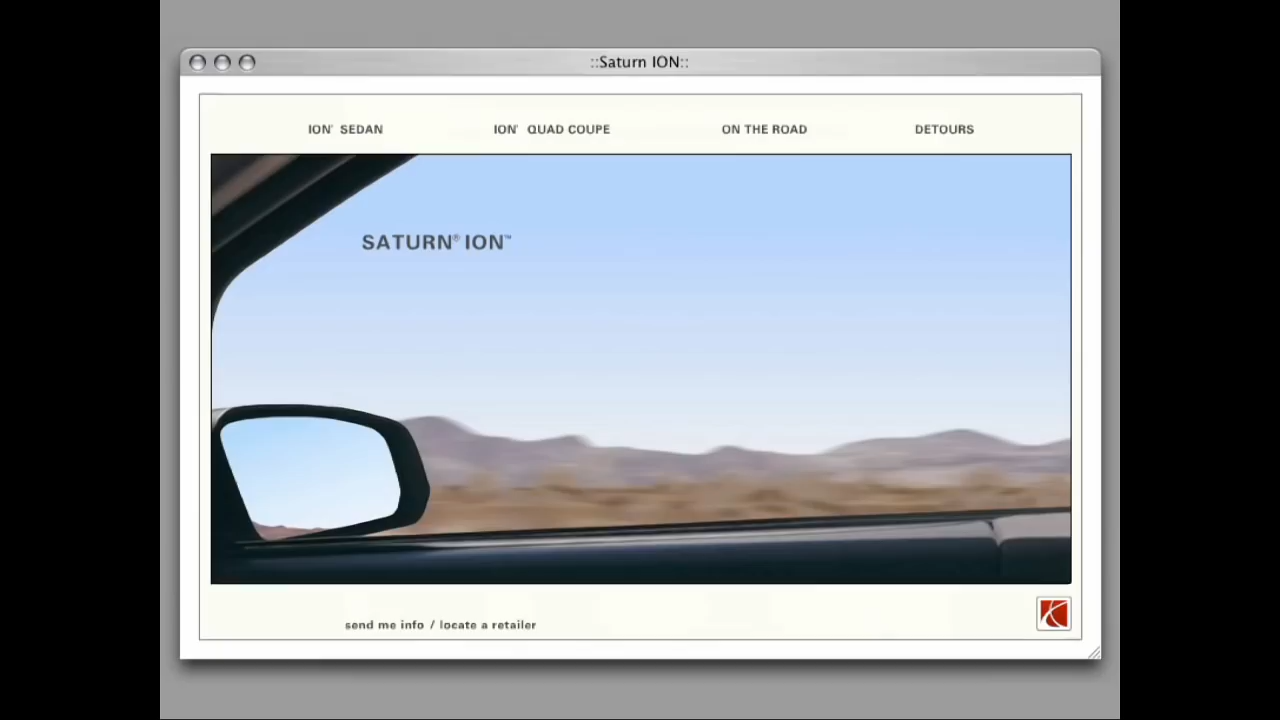 ::Saturn ION::
ION® SEDAN ION® QUAD COUPE ON THE ROAD DETOURS
SATURN® ION™
send me info / locate a retailer